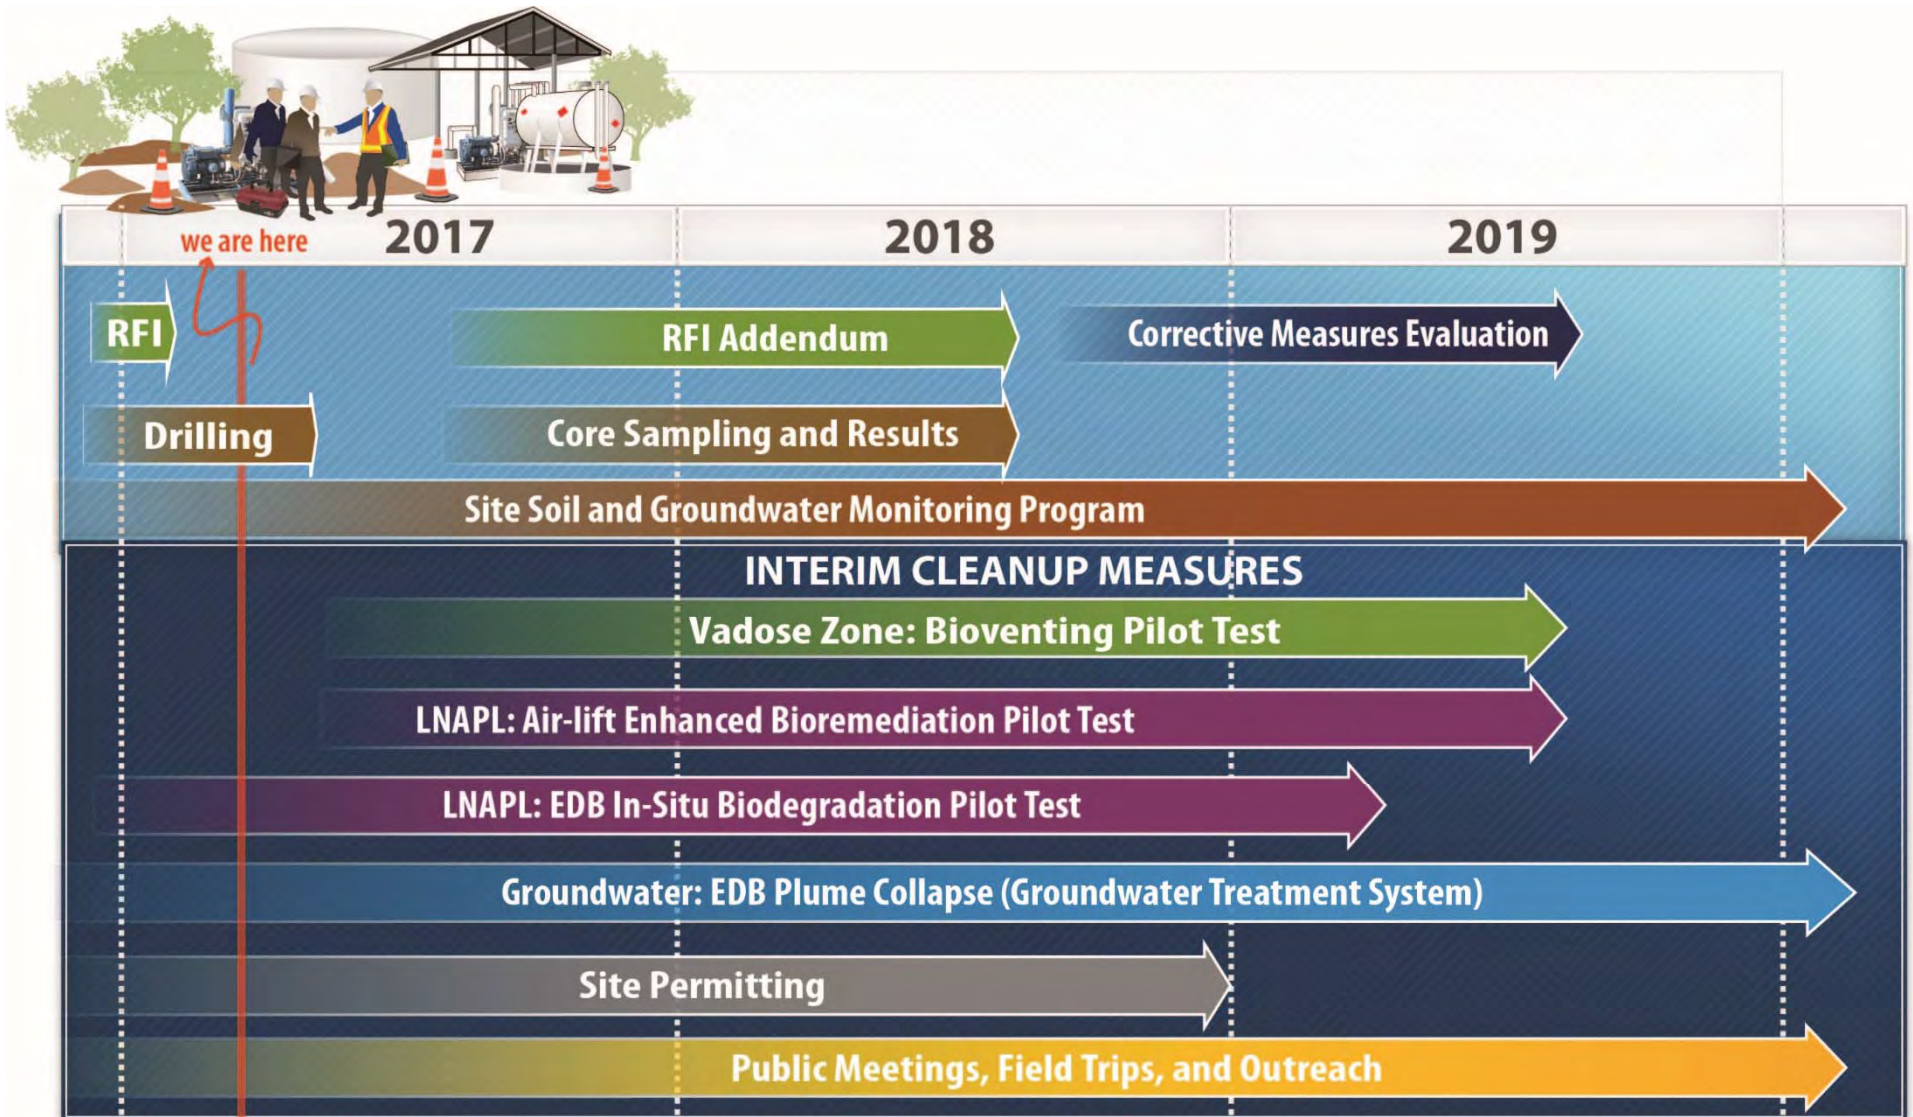 2017
2018
2019
we are here
RFI
RFI Addendum
Corrective Measures Evaluation
Drilling
Core Sampling and Results
Site Soil and Groundwater Monitoring Program
INTERIM CLEANUP MEASURES
Vadose Zone: Bioventing Pilot Test
LNAPL: Air-lift Enhanced Bioremediation Pilot Test
LNAPL: EDB In-Situ Biodegradation Pilot Test
Groundwater: EDB Plume Collapse (Groundwater Treatment System)
Site Permitting
Public Meetings, Field Trips, and Outreach